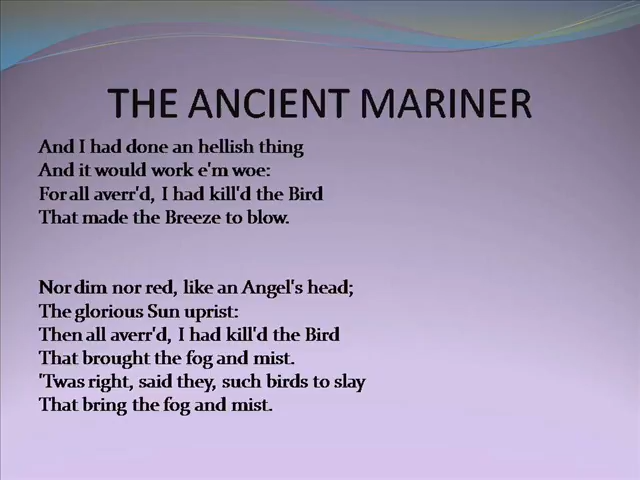 THE ANCIENT MARINER
And I had done an hellish thing
And it would work e'm woe:
For all averr'd, I had kill'd the Bird
That made the Breeze to blow.
Nor dim nor red, like an Angel's head;
The glorious Sun uprist:
Then all averr'd, I had kill'd the Bird
That brought the fog and mist.
'Twas right, said they, such birds to slay
That bring the fog and mist.